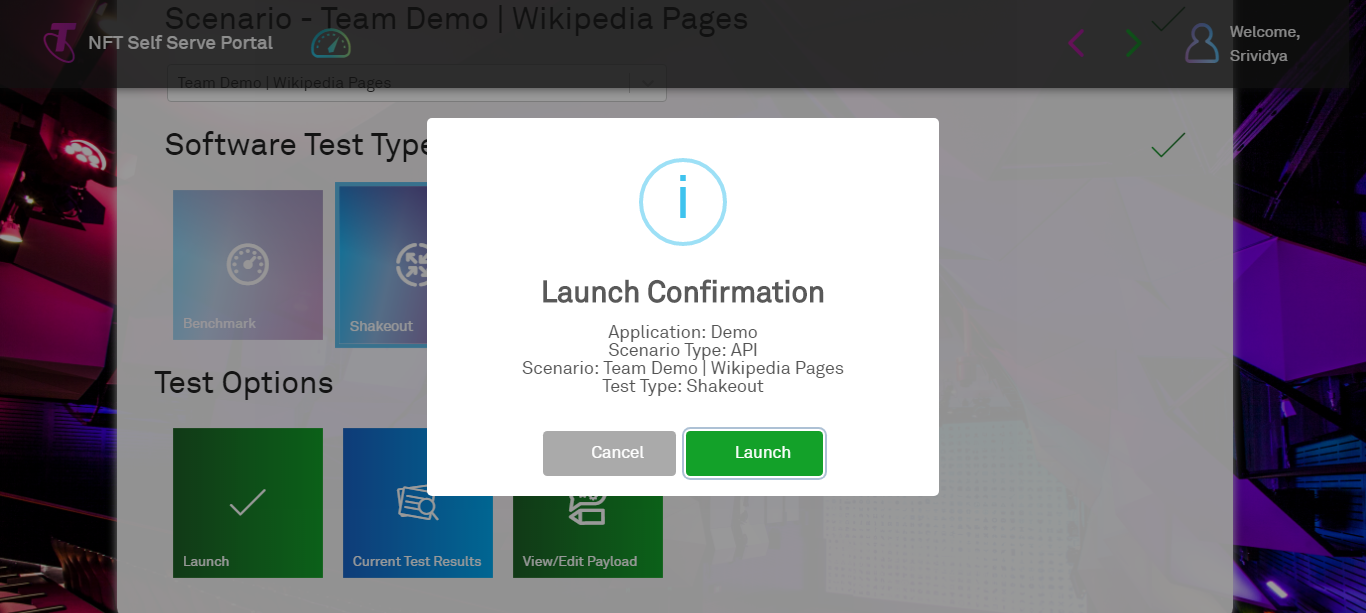 Scenario - Team Demo | Wikipedia Pages
NFT Self Serve Portal
Welcome,
Srividya
Team Demo | Wikipedia Pages
Software Test Type
Benchmark
Shakeout
i
Launch Confirmation
Application: Demo
Scenario Type: API
Scenario: Team Demo | Wikipedia Pages
Test Type: Shakeout
Cancel
Launch
Test Options
Launch
Current Test Results
View/Edit Payload